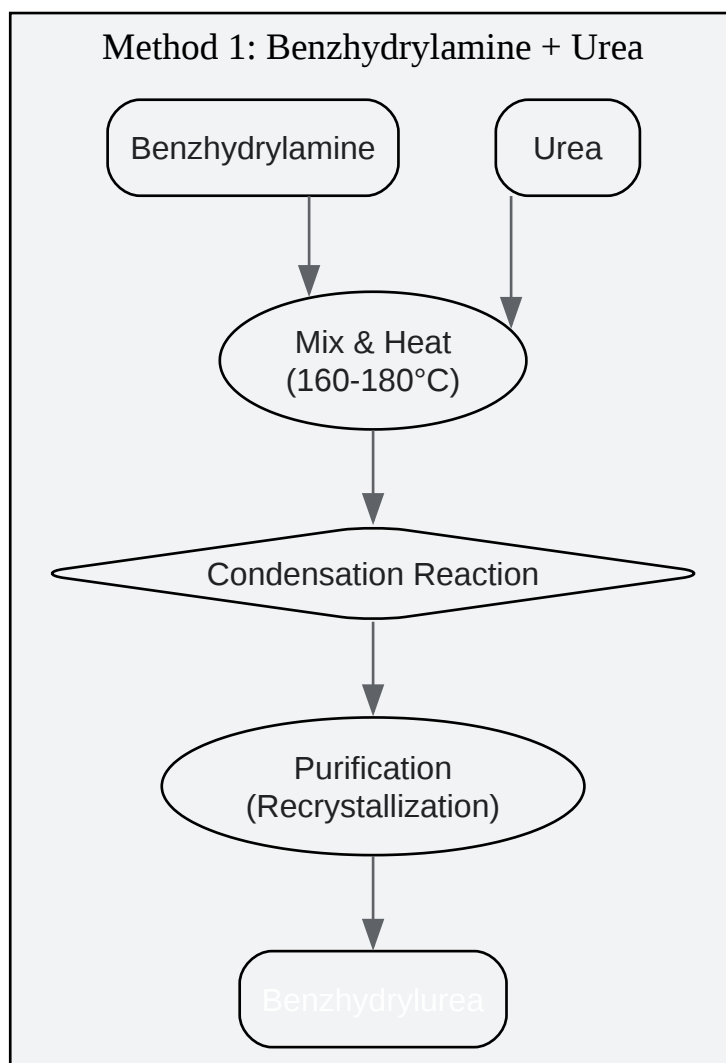 Method 1: Benzhydrylamine + Urea
Benzhydrylamine
Urea
Mix & Heat
(160-180°C)
Condensation Reaction
Purification
(Recrystallization)
Benzhydrylurea